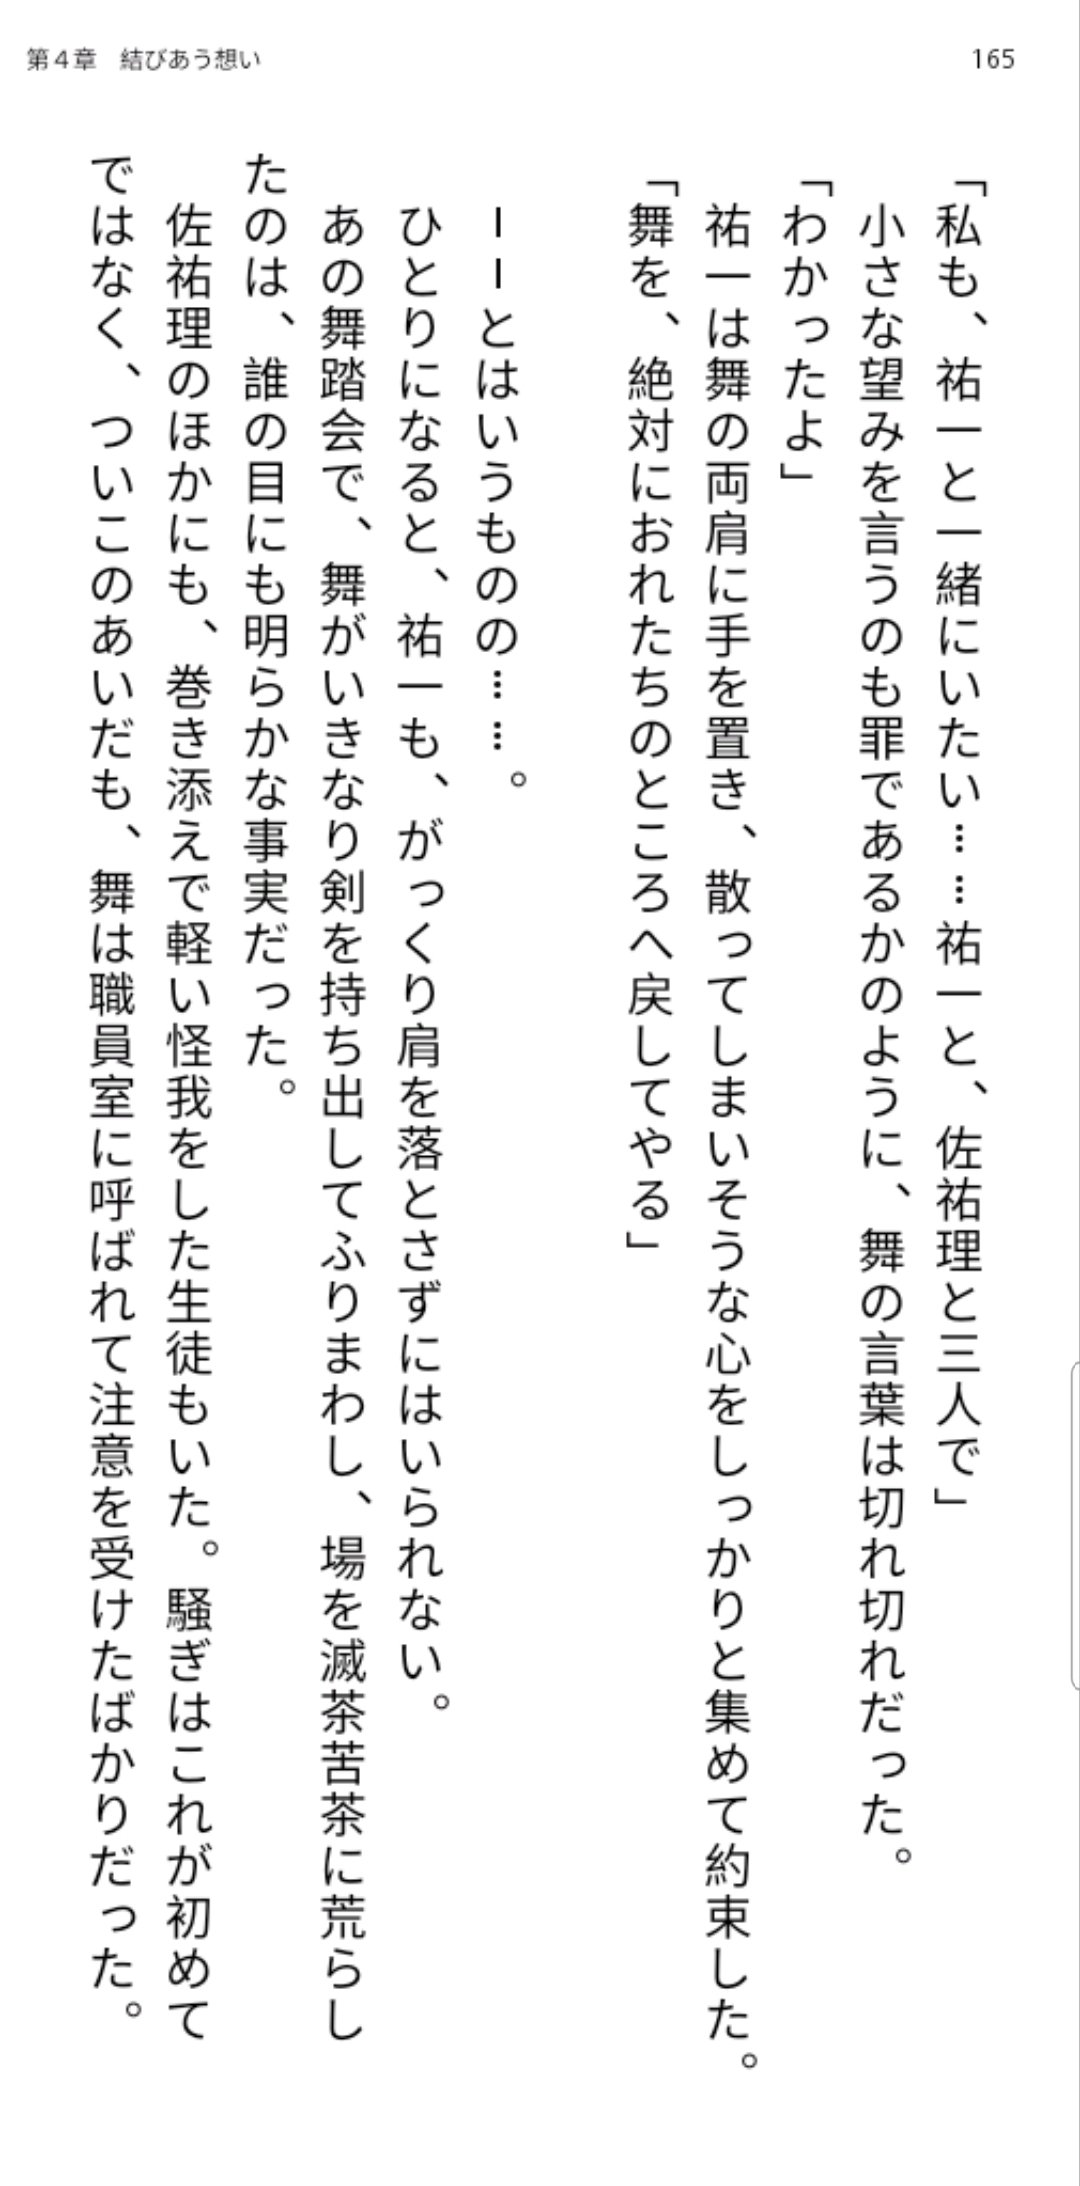 第４章　結びあう想い
165
「私も、祐一と一緒にいたい……祐一と、佐祐理と三人で」
　小さな望みを言うのも罪であるかのように、舞の言葉は切れ切れだった。
「わかったよ」
　祐一は舞の両肩に手を置き、散ってしまいそうな心をしっかりと集めて約束した。
「舞を、絶対におれたちのところへ戻してやる」
　――とはいうものの……。
　ひとりになると、祐一も、がっくり肩を落とさずにはいられない。
　あの舞踏会で、舞がいきなり剣を持ち出してふりまわし、場を滅茶苦茶に荒らし
たのは、誰の目にも明らかな事実だった。
　佐祐理のほかにも、巻き添えで軽い怪我をした生徒もいた。騒ぎはこれが初めて
ではなく、ついこのあいだも、舞は職員室に呼ばれて注意を受けたばかりだった。